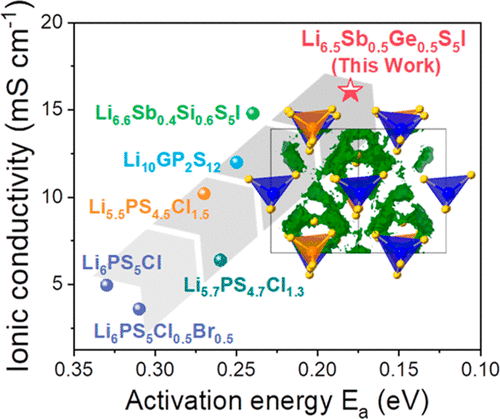 Ionic conductivity (mS cm⁻¹)
20
15
10
5
Li₆.₅Sb₀.₅Ge₀.₅S₅I
(This Work)
Li₆.₆Sb₀.₄Si₀.₆S₅I
Li₁₀GP₂S₁₂
Li₅.₅PS₄.₅Cl₁.₅
Li₆PS₅Cl
Li₅.₇PS₄.₇Cl₁.₃
Li₆PS₅Cl₀.₅Br₀.₅
0.35 0.30 0.25 0.20 0.15 0.10
Activation energy Eₐ (eV)